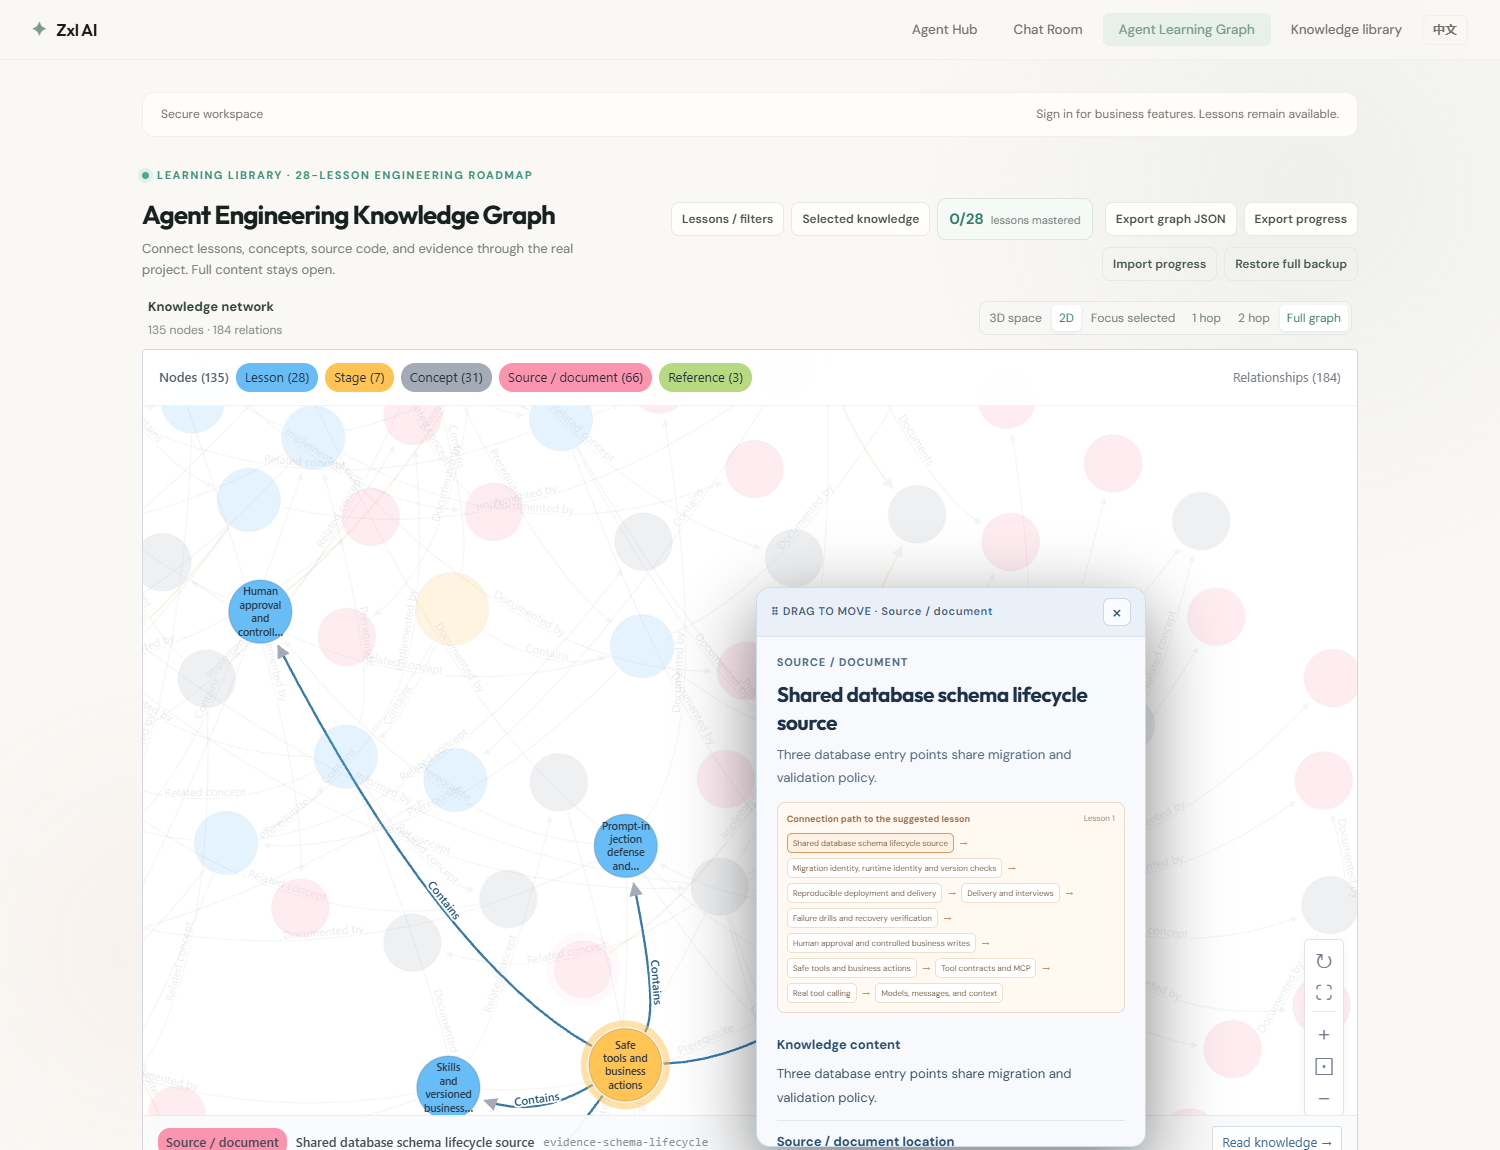 Zxl AI
Agent Hub
Chat Room
Agent Learning Graph
Knowledge library
中文
Secure workspace
Sign in for business features. Lessons remain available.
LEARNING LIBRARY · 28-LESSON ENGINEERING ROADMAP
Agent Engineering Knowledge Graph
Connect lessons, concepts, source code, and evidence through the real
project. Full content stays open.
Lessons / filters
Selected knowledge
0/28 lessons mastered
Export graph JSON
Export progress
Import progress
Restore full backup
Knowledge network
135 nodes · 184 relations
3D space
2D
Focus selected
1 hop
2 hop
Full graph
Nodes (135)
Lesson (28)
Stage (7)
Concept (31)
Source / document (66)
Reference (3)
Relationships (184)
Human
approval
and
controll...
Prompt-in
jection
defense
and...
Contains
Contains
Safe
tools and
business
actions
Prerequisite
Skills
and
versioned
business...
Contains
⠿ DRAG TO MOVE · Source / document
×
SOURCE / DOCUMENT
Shared database schema lifecycle
source
Three database entry points share migration and
validation policy.
Connection path to the suggested lesson
Lesson 1
Shared database schema lifecycle source →
Migration identity, runtime identity and version checks →
Reproducible deployment and delivery → Delivery and interviews →
Failure drills and recovery verification →
Human approval and controlled business writes →
Safe tools and business actions → Tool contracts and MCP →
Real tool calling → Models, messages, and context
Knowledge content
Three database entry points share migration and
validation policy.
Source / document location
Source / document
Shared database schema lifecycle source
evidence-schema-lifecycle
Read knowledge →